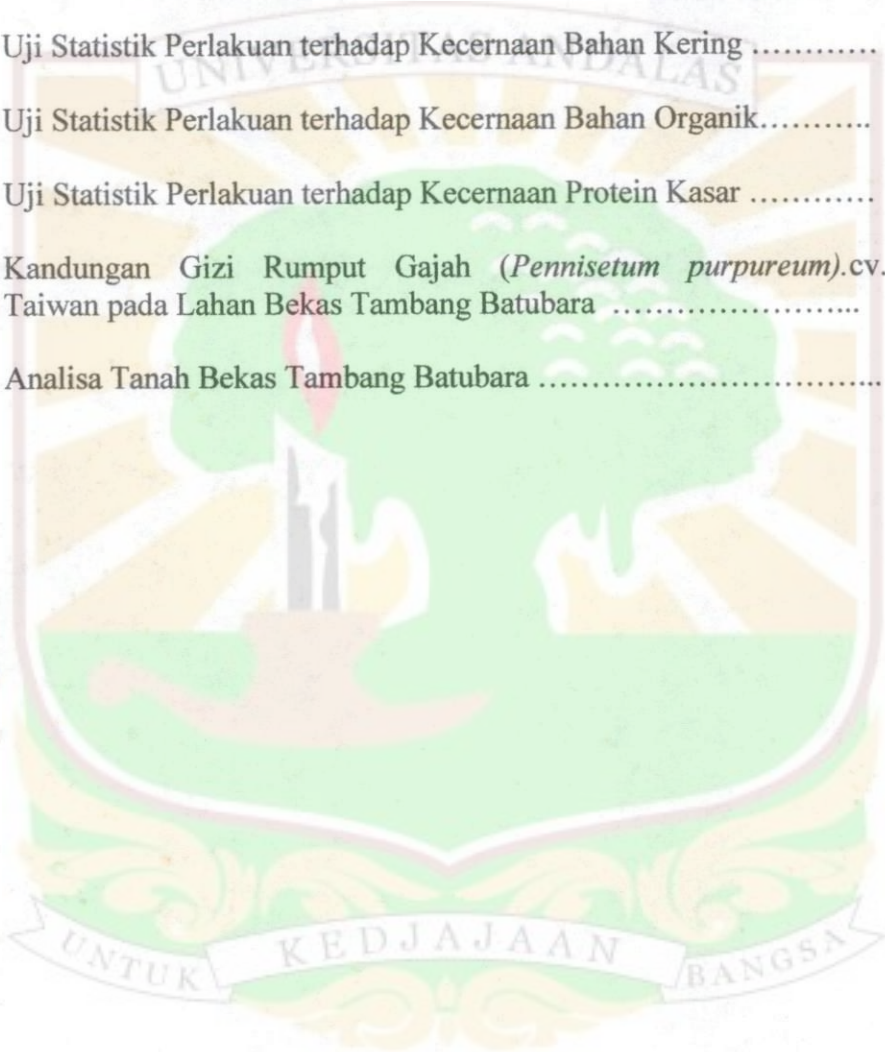 Uji Statistik Perlakuan terhadap Kecernaan Bahan Kering …………
UNIVERSITAS ANDALAS
Uji Statistik Perlakuan terhadap Kecernaan Bahan Organik………..
Uji Statistik Perlakuan terhadap Kecernaan Protein Kasar …………
Kandungan Gizi Rumput Gajah (Pennisetum purpureum).cv.
Taiwan pada Lahan Bekas Tambang Batubara …………………...
Analisa Tanah Bekas Tambang Batubara …………………………...
UNTUK KEDJAJAAN BANGSA